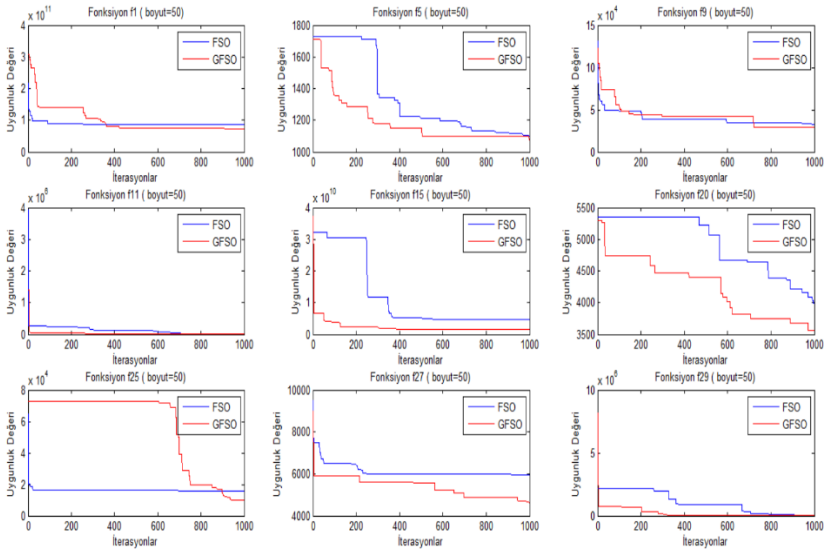 Fonksiyon f1 ( boyut=50)
x 10^11
4
3
2
1
0
Uygunluk Değeri
0 200 400 600 800 1000
İterasyonlar
FSO
GFSO
Fonksiyon f5 ( boyut=50)
1800
1600
1400
1200
1000
Uygunluk Değeri
0 200 400 600 800 1000
İterasyonlar
FSO
GFSO
Fonksiyon f9 ( boyut=50)
x 10^4
15
10
5
0
Uygunluk Değeri
0 200 400 600 800 1000
İterasyonlar
FSO
GFSO
Fonksiyon f11 ( boyut=50)
4
3
2
1
0
Uygunluk Değeri
0 200 400 600 800 1000
İterasyonlar
FSO
GFSO
Fonksiyon f15 ( boyut=50)
x 10^10
4
3
2
1
0
Uygunluk Değeri
0 200 400 600 800 1000
İterasyonlar
FSO
GFSO
Fonksiyon f20 ( boyut=50)
5500
5000
4500
4000
3500
Uygunluk Değeri
0 200 400 600 800 1000
İterasyonlar
FSO
GFSO
Fonksiyon f25 ( boyut=50)
x 10^4
8
6
4
2
0
Uygunluk Değeri
0 200 400 600 800 1000
İterasyonlar
FSO
GFSO
Fonksiyon f27 ( boyut=50)
10000
8000
6000
4000
Uygunluk Değeri
0 200 400 600 800 1000
İterasyonlar
FSO
GFSO
Fonksiyon f29 ( boyut=50)
10
5
0
Uygunluk Değeri
0 200 400 600 800 1000
İterasyonlar
FSO
GFSO